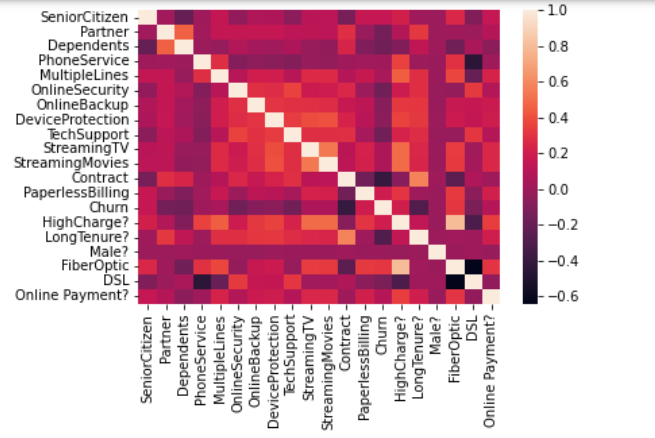 SeniorCitizen
Partner
Dependents
PhoneService
MultipleLines
OnlineSecurity
OnlineBackup
DeviceProtection
TechSupport
StreamingTV
StreamingMovies
Contract
PaperlessBilling
Churn
HighCharge?
LongTenure?
Male?
FiberOptic
DSL
Online Payment?
SeniorCitizen
Partner
Dependents
PhoneService
MultipleLines
OnlineSecurity
OnlineBackup
DeviceProtection
TechSupport
StreamingTV
StreamingMovies
Contract
PaperlessBilling
Churn
HighCharge?
LongTenure?
Male?
FiberOptic
DSL
Online Payment?
1.0
0.8
0.6
0.4
0.2
0.0
−0.2
−0.4
−0.6